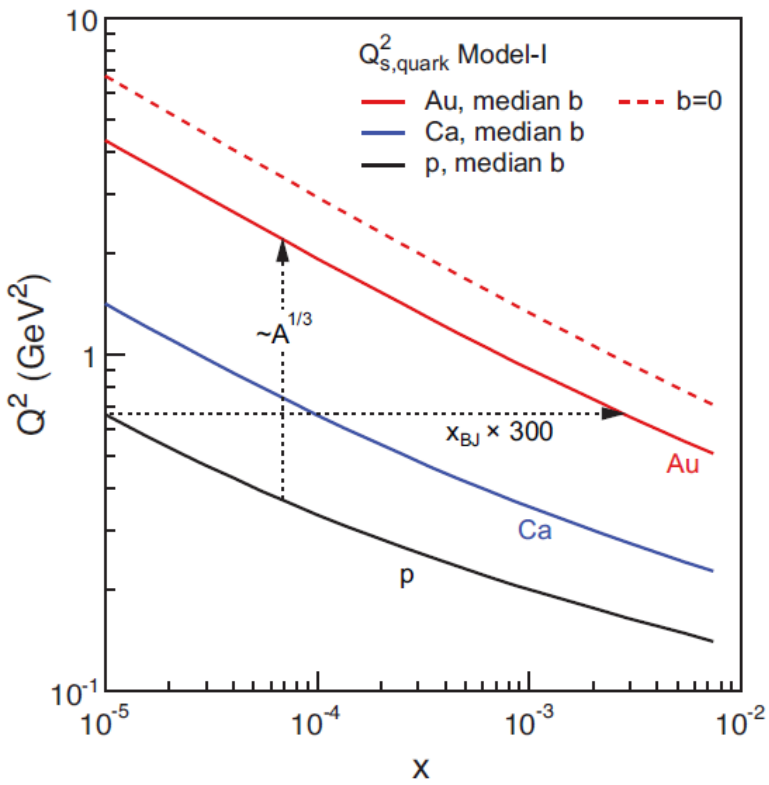 10
Q²s,quark Model-I
Au, median b
b=0
Ca, median b
p, median b
Q² (GeV²)
~A^1/3
1
xBJ × 300
Au
Ca
p
10⁻¹
10⁻⁵
10⁻⁴
10⁻³
10⁻²
x